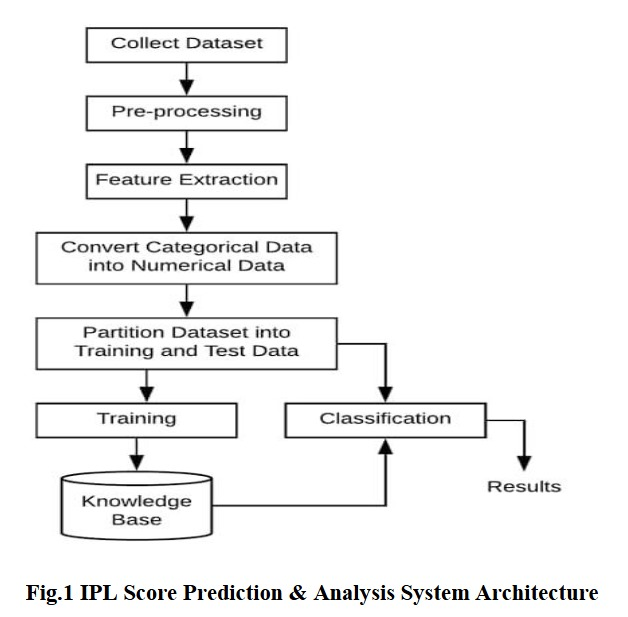 Collect Dataset
Pre-processing
Feature Extraction
Convert Categorical Data
into Numerical Data
Partition Dataset into
Training and Test Data
Training
Classification
Knowledge
Base
Results
Fig.1 IPL Score Prediction & Analysis System Architecture